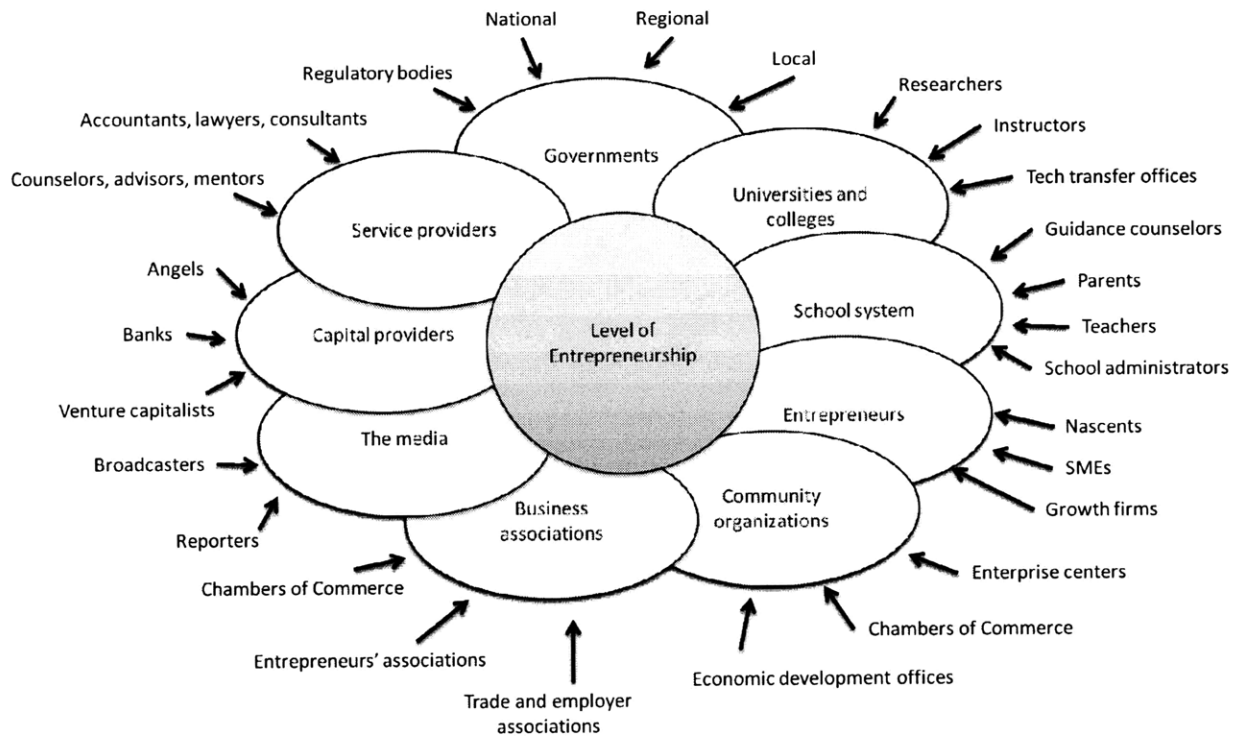 National
Regional
Regulatory bodies
Local
Accountants, lawyers, consultants
Researchers
Instructors
Governments
Counselors, advisors, mentors
Tech transfer offices
Universities and
colleges
Service providers
Guidance counselors
Angels
Parents
School system
Banks
Capital providers
Level of
Entrepreneurship
Teachers
School administrators
Venture capitalists
Entrepreneurs
Nascents
The media
Broadcasters
SMEs
Business
associations
Community
organizations
Growth firms
Reporters
Chambers of Commerce
Enterprise centers
Entrepreneurs' associations
Chambers of Commerce
Economic development offices
Trade and employer
associations